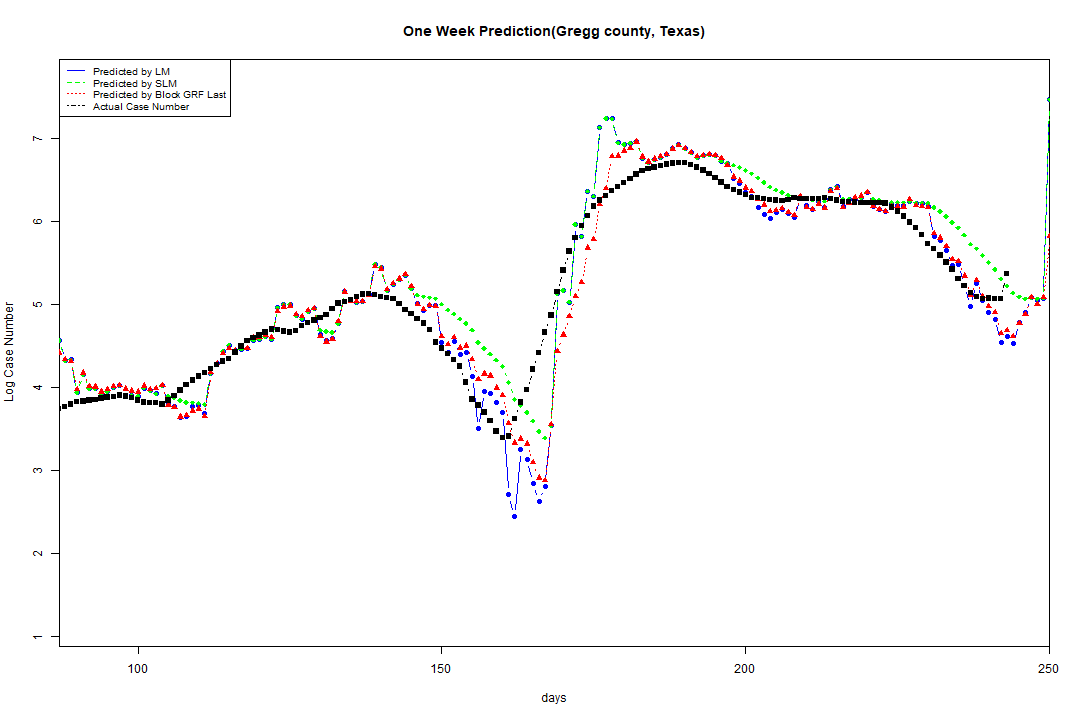 One Week Prediction(Gregg county, Texas)
Predicted by LM
Predicted by SLM
Predicted by Block GRF Last
Actual Case Number
Log Case Number
7
6
5
4
3
2
1
100 150 200 250
days